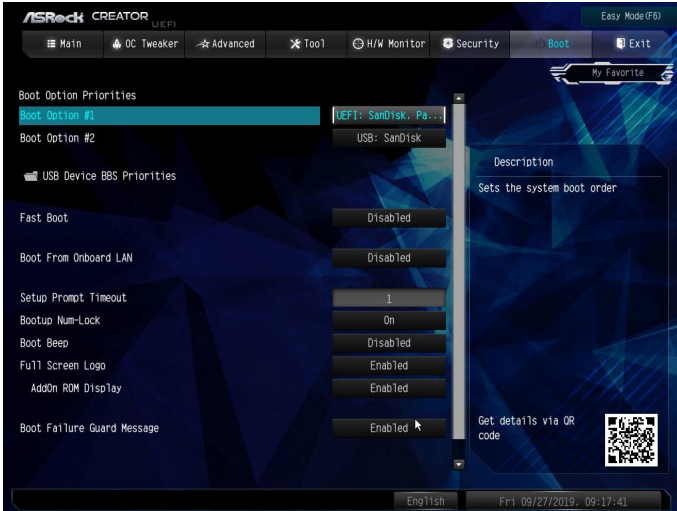 ASRock CREATOR UEFI
Easy Mode(F6)
Main OC Tweaker Advanced Tool H/W Monitor Security Boot Exit
My Favorite
Boot Option Priorities
Boot Option #1 UEFI: SanDisk, Pa...
Boot Option #2 USB: SanDisk
USB Device BBS Priorities
Fast Boot Disabled
Boot From Onboard LAN Disabled
Setup Prompt Timeout 1
Bootup Num-Lock On
Boot Beep Disabled
Full Screen Logo Enabled
AddOn ROM Display Enabled
Boot Failure Guard Message Enabled
Description
Sets the system boot order
Get details via QR
code
English
Fri 09/27/2019, 09:17:41